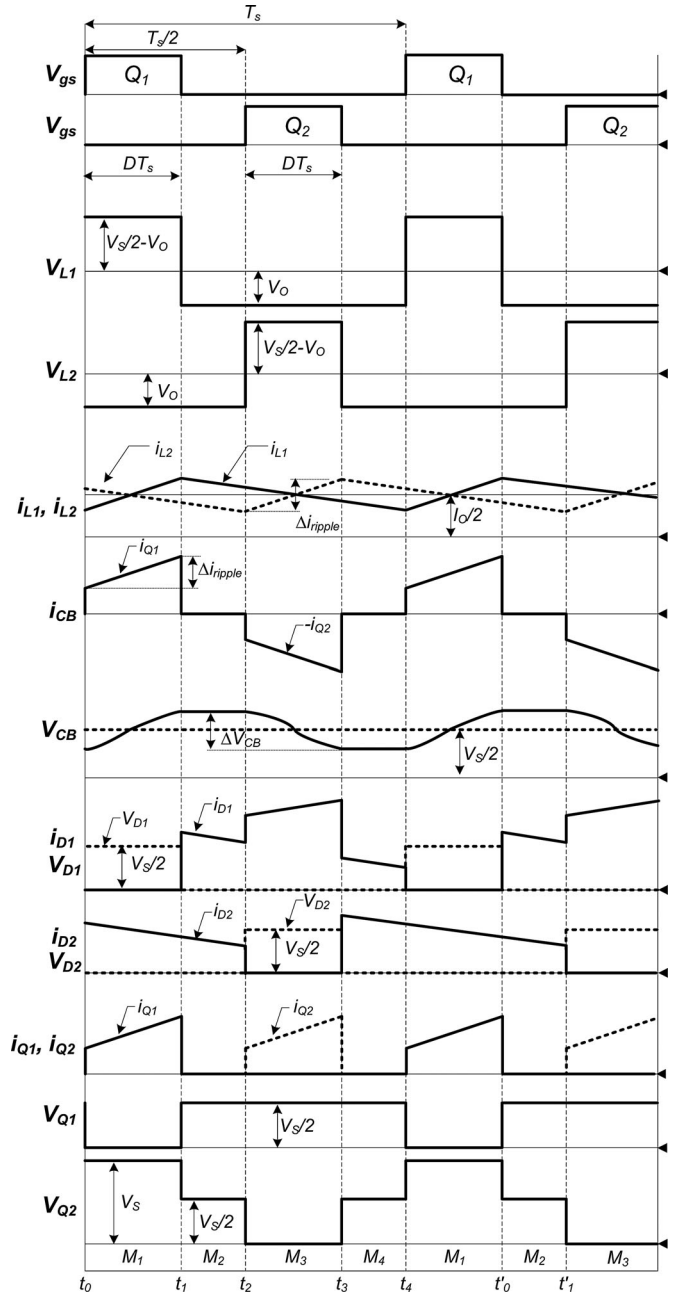 T_s
T_s/2
V_gs Q_1 Q_1
V_gs Q_2 Q_2
DT_s DT_s
V_S/2-V_O
V_L1
V_O
V_S/2-V_O
V_L2
V_O
i_L2 i_L1
i_L1, i_L2
Δi_ripple I_O/2
i_Q1
Δi_ripple
i_CB
-i_Q2
V_CB
ΔV_CB V_S/2
V_D1 i_D1
i_D1
V_D1 V_S/2
i_D2 V_D2
i_D2
V_D2 V_S/2
i_Q1 i_Q2
i_Q1, i_Q2
V_Q1
V_S/2
V_Q2 V_S
V_S/2
M_1 M_2 M_3 M_4 M_1 M_2 M_3
t_0 t_1 t_2 t_3 t_4 t'_0 t'_1